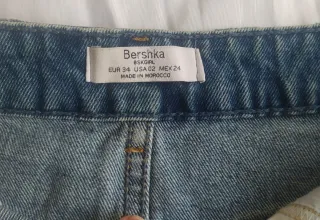 Bershka
BSKGIRL
EUR 34 USA 02 MEX 24
MADE IN MOROCCO